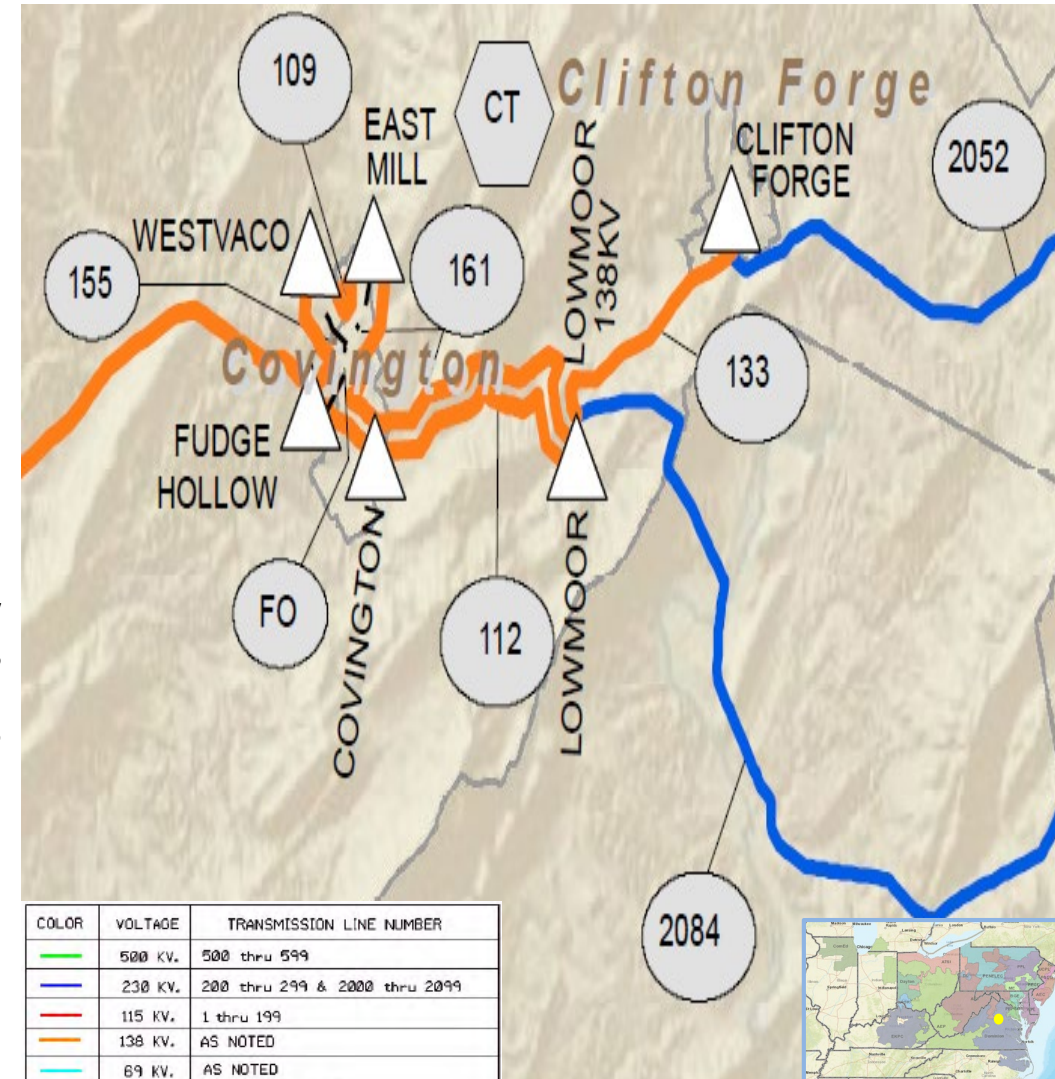 109
CT
Clifton Forge
EAST
MILL
CLIFTON
FORGE
2052
WESTVACO
155
161
LOWMOOR
138KV
Covington
133
FUDGE
HOLLOW
FO
COVINGTON
112
LOWMOOR
2084
COLOR VOLTAGE TRANSMISSION LINE NUMBER
500 KV. 500 thru 599
230 KV. 200 thru 299 & 2000 thru 2099
115 KV. 1 thru 199
138 KV. AS NOTED
69 KV. AS NOTED